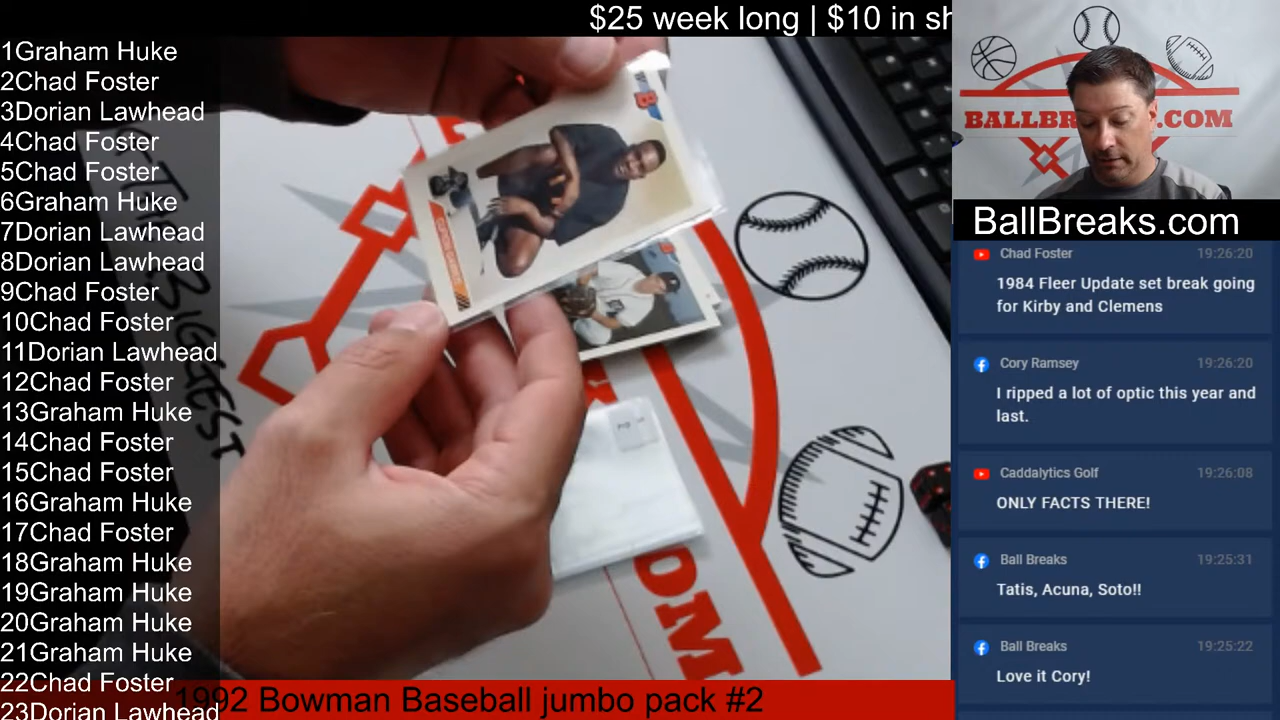 $25 week long | $10 in sh
1Graham Huke
2Chad Foster
3Dorian Lawhead
4Chad Foster
5Chad Foster
6Graham Huke
7Dorian Lawhead
8Dorian Lawhead
9Chad Foster
10Chad Foster
11Dorian Lawhead
12Chad Foster
13Graham Huke
14Chad Foster
15Chad Foster
16Graham Huke
17Chad Foster
18Graham Huke
19Graham Huke
20Graham Huke
21Graham Huke
22Chad Foster
23Dorian Lawhead
BIGGEST
B
OM
1992 Bowman Baseball jumbo pack #2
BALLBR .COM
BallBreaks.com
Chad Foster 19:26:20
1984 Fleer Update set break going
for Kirby and Clemens
Cory Ramsey 19:26:20
I ripped a lot of optic this year and
last.
Caddalytics Golf 19:26:08
ONLY FACTS THERE!
Ball Breaks 19:25:31
Tatis, Acuna, Soto!!
Ball Breaks 19:25:22
Love it Cory!